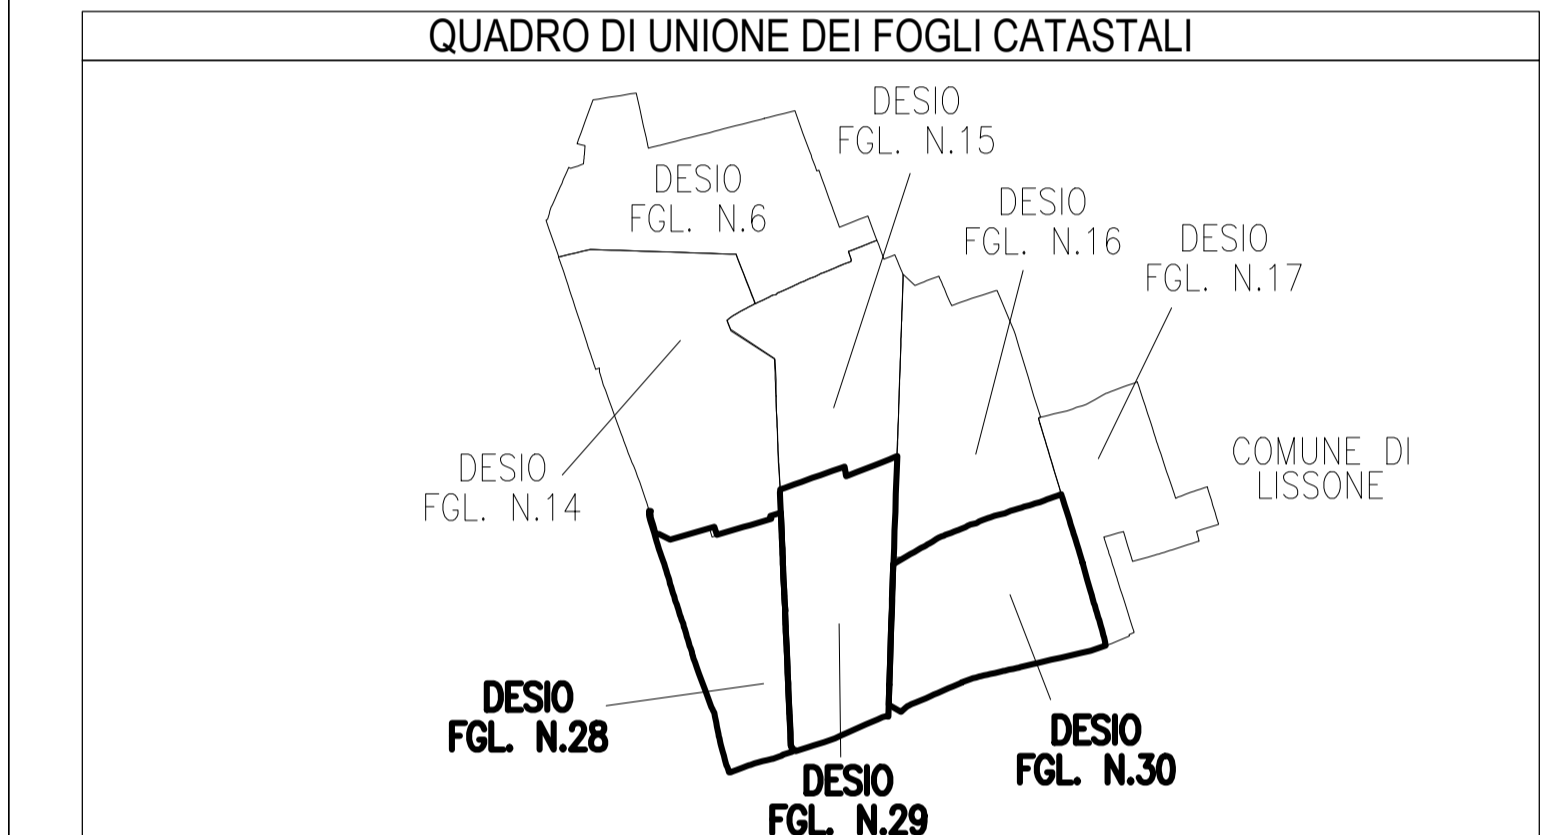 QUADRO DI UNIONE DEI FOGLI CATASTALI
DESIO
FGL. N.15
DESIO
FGL. N.6
DESIO
FGL. N.16
DESIO
FGL. N.17
DESIO
FGL. N.14
COMUNE DI
LISSONE
DESIO
FGL. N.28
DESIO
FGL. N.29
DESIO
FGL. N.30